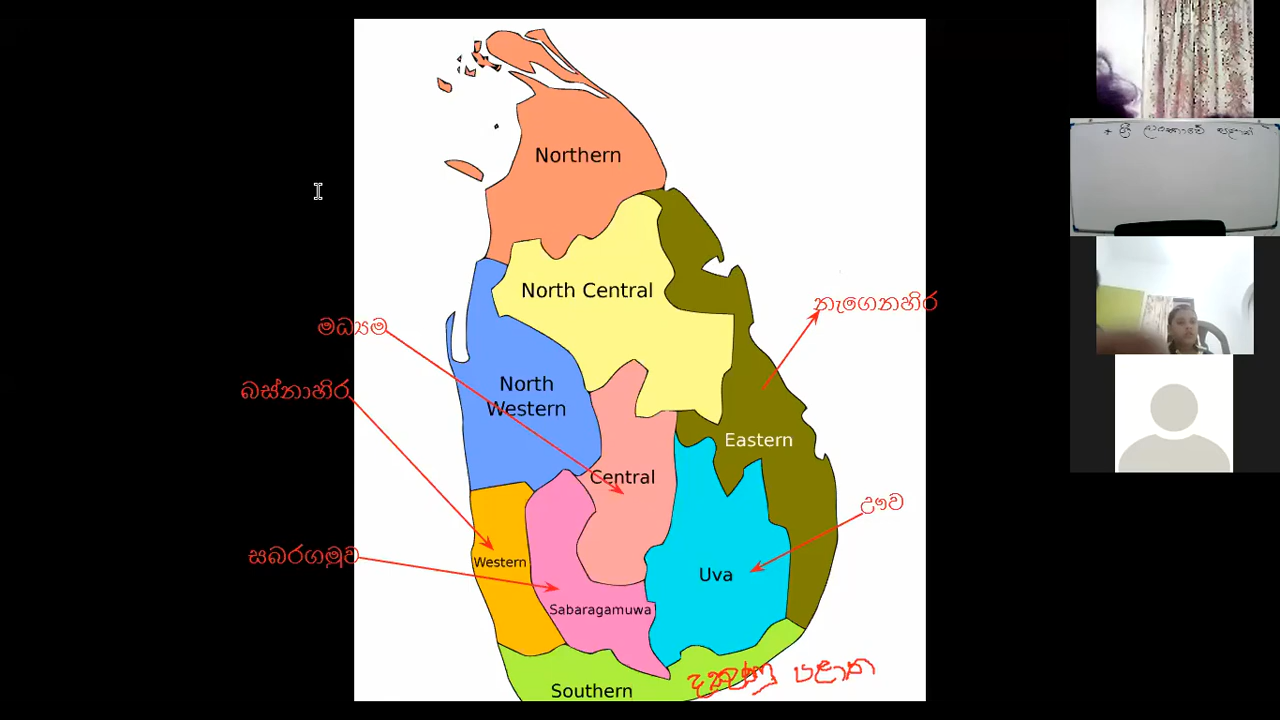 + ශ්‍රී ලංකාවේ පළාත්
Northern
North Central
නැගෙනහිර
මධ්‍යම
බස්නාහිර
North
Western
Eastern
Central
ඌව
සබරගමුව
Western
Uva
Sabaragamuwa
දකුණු පළාත
Southern